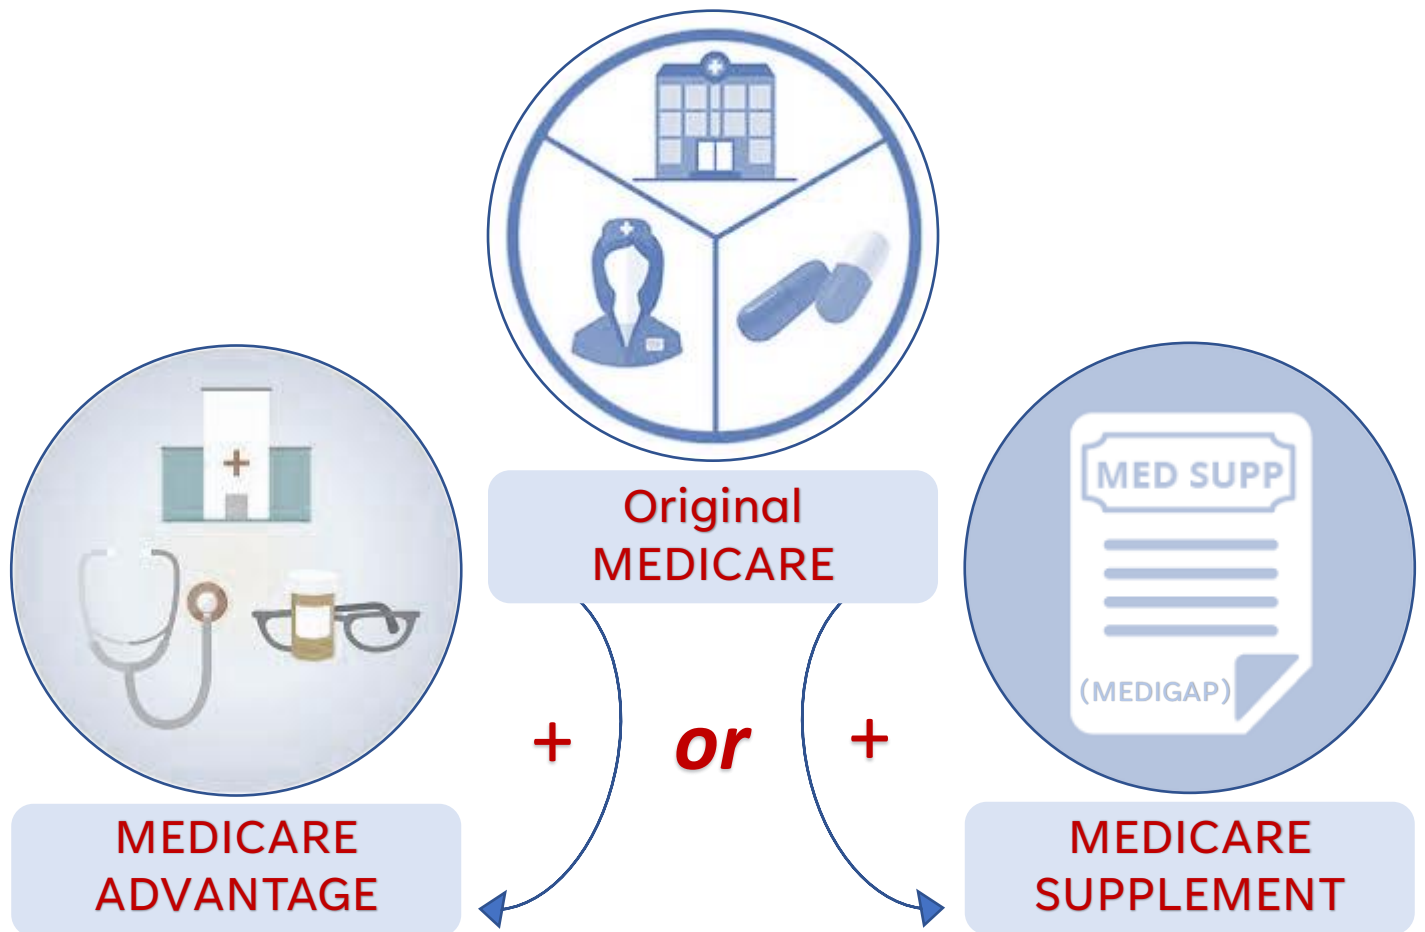 Original
MEDICARE
MED SUPP
(MEDIGAP)
+
or
+
MEDICARE
ADVANTAGE
MEDICARE
SUPPLEMENT